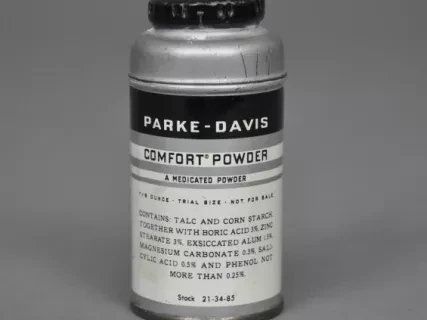 PARKE-DAVIS
COMFORT® POWDER
A MEDICATED POWDER
OUNCE - TRIAL SIZE - NOT FOR SALE
CONTAINS: TALC AND CORN STARCH
TOGETHER WITH BORIC ACID 3%, ZINC
STEARATE 3%, EXSICCATED ALUM 1.5%,
MAGNESIUM CARBONATE 0.5%, SALI-
CYLIC ACID 0.5% AND PHENOL NOT
MORE THAN 0.25%.
Stock 21-34-85